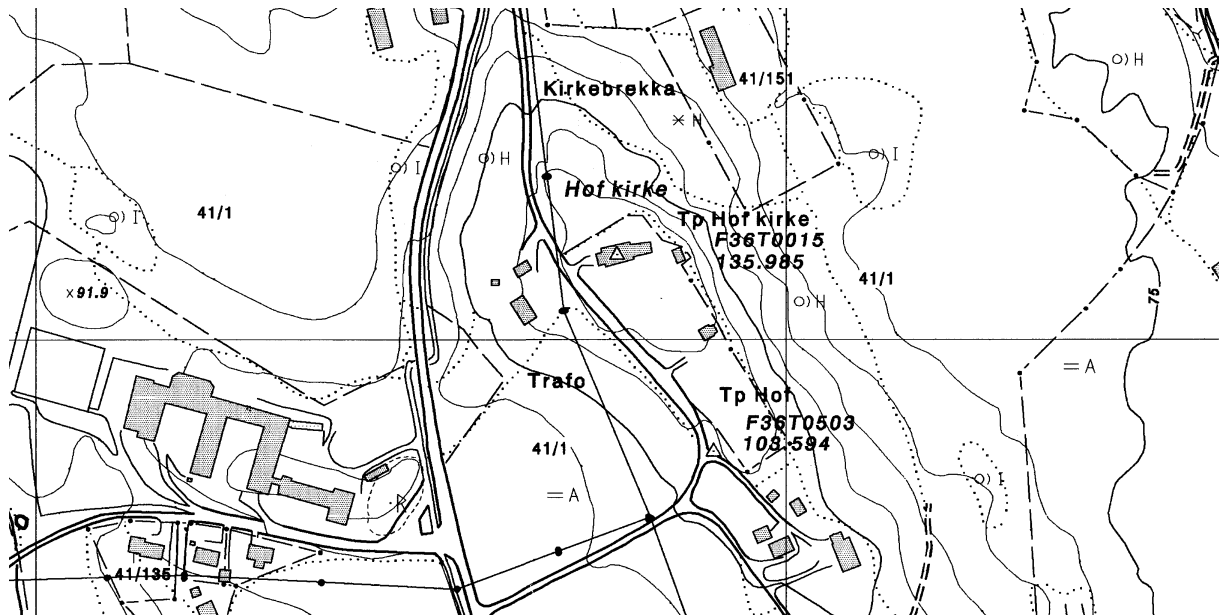 41/151
Kirkebrekka
H
H
H
I
I
Hof kirke
41/1
I
Tp Hof kirke
F36T0015
135.985
41/1
91.9
H
75
Trafo
A
Tp Hof
F36T0503
103.594
41/1
A
I
R
41/135